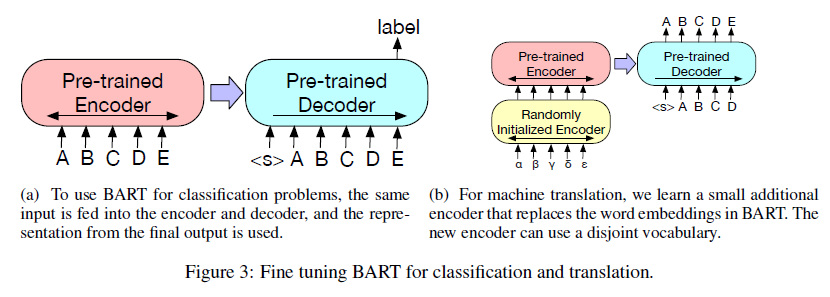 label
Pre-trained
Encoder
Pre-trained
Decoder
A B C D E
<s> A B C D E
(a) To use BART for classification problems, the same
input is fed into the encoder and decoder, and the repre-
sentation from the final output is used.
A B C D E
Pre-trained
Encoder
Pre-trained
Decoder
<s> A B C D
Randomly
Initialized Encoder
α β γ δ ε
(b) For machine translation, we learn a small additional
encoder that replaces the word embeddings in BART. The
new encoder can use a disjoint vocabulary.
Figure 3: Fine tuning BART for classification and translation.